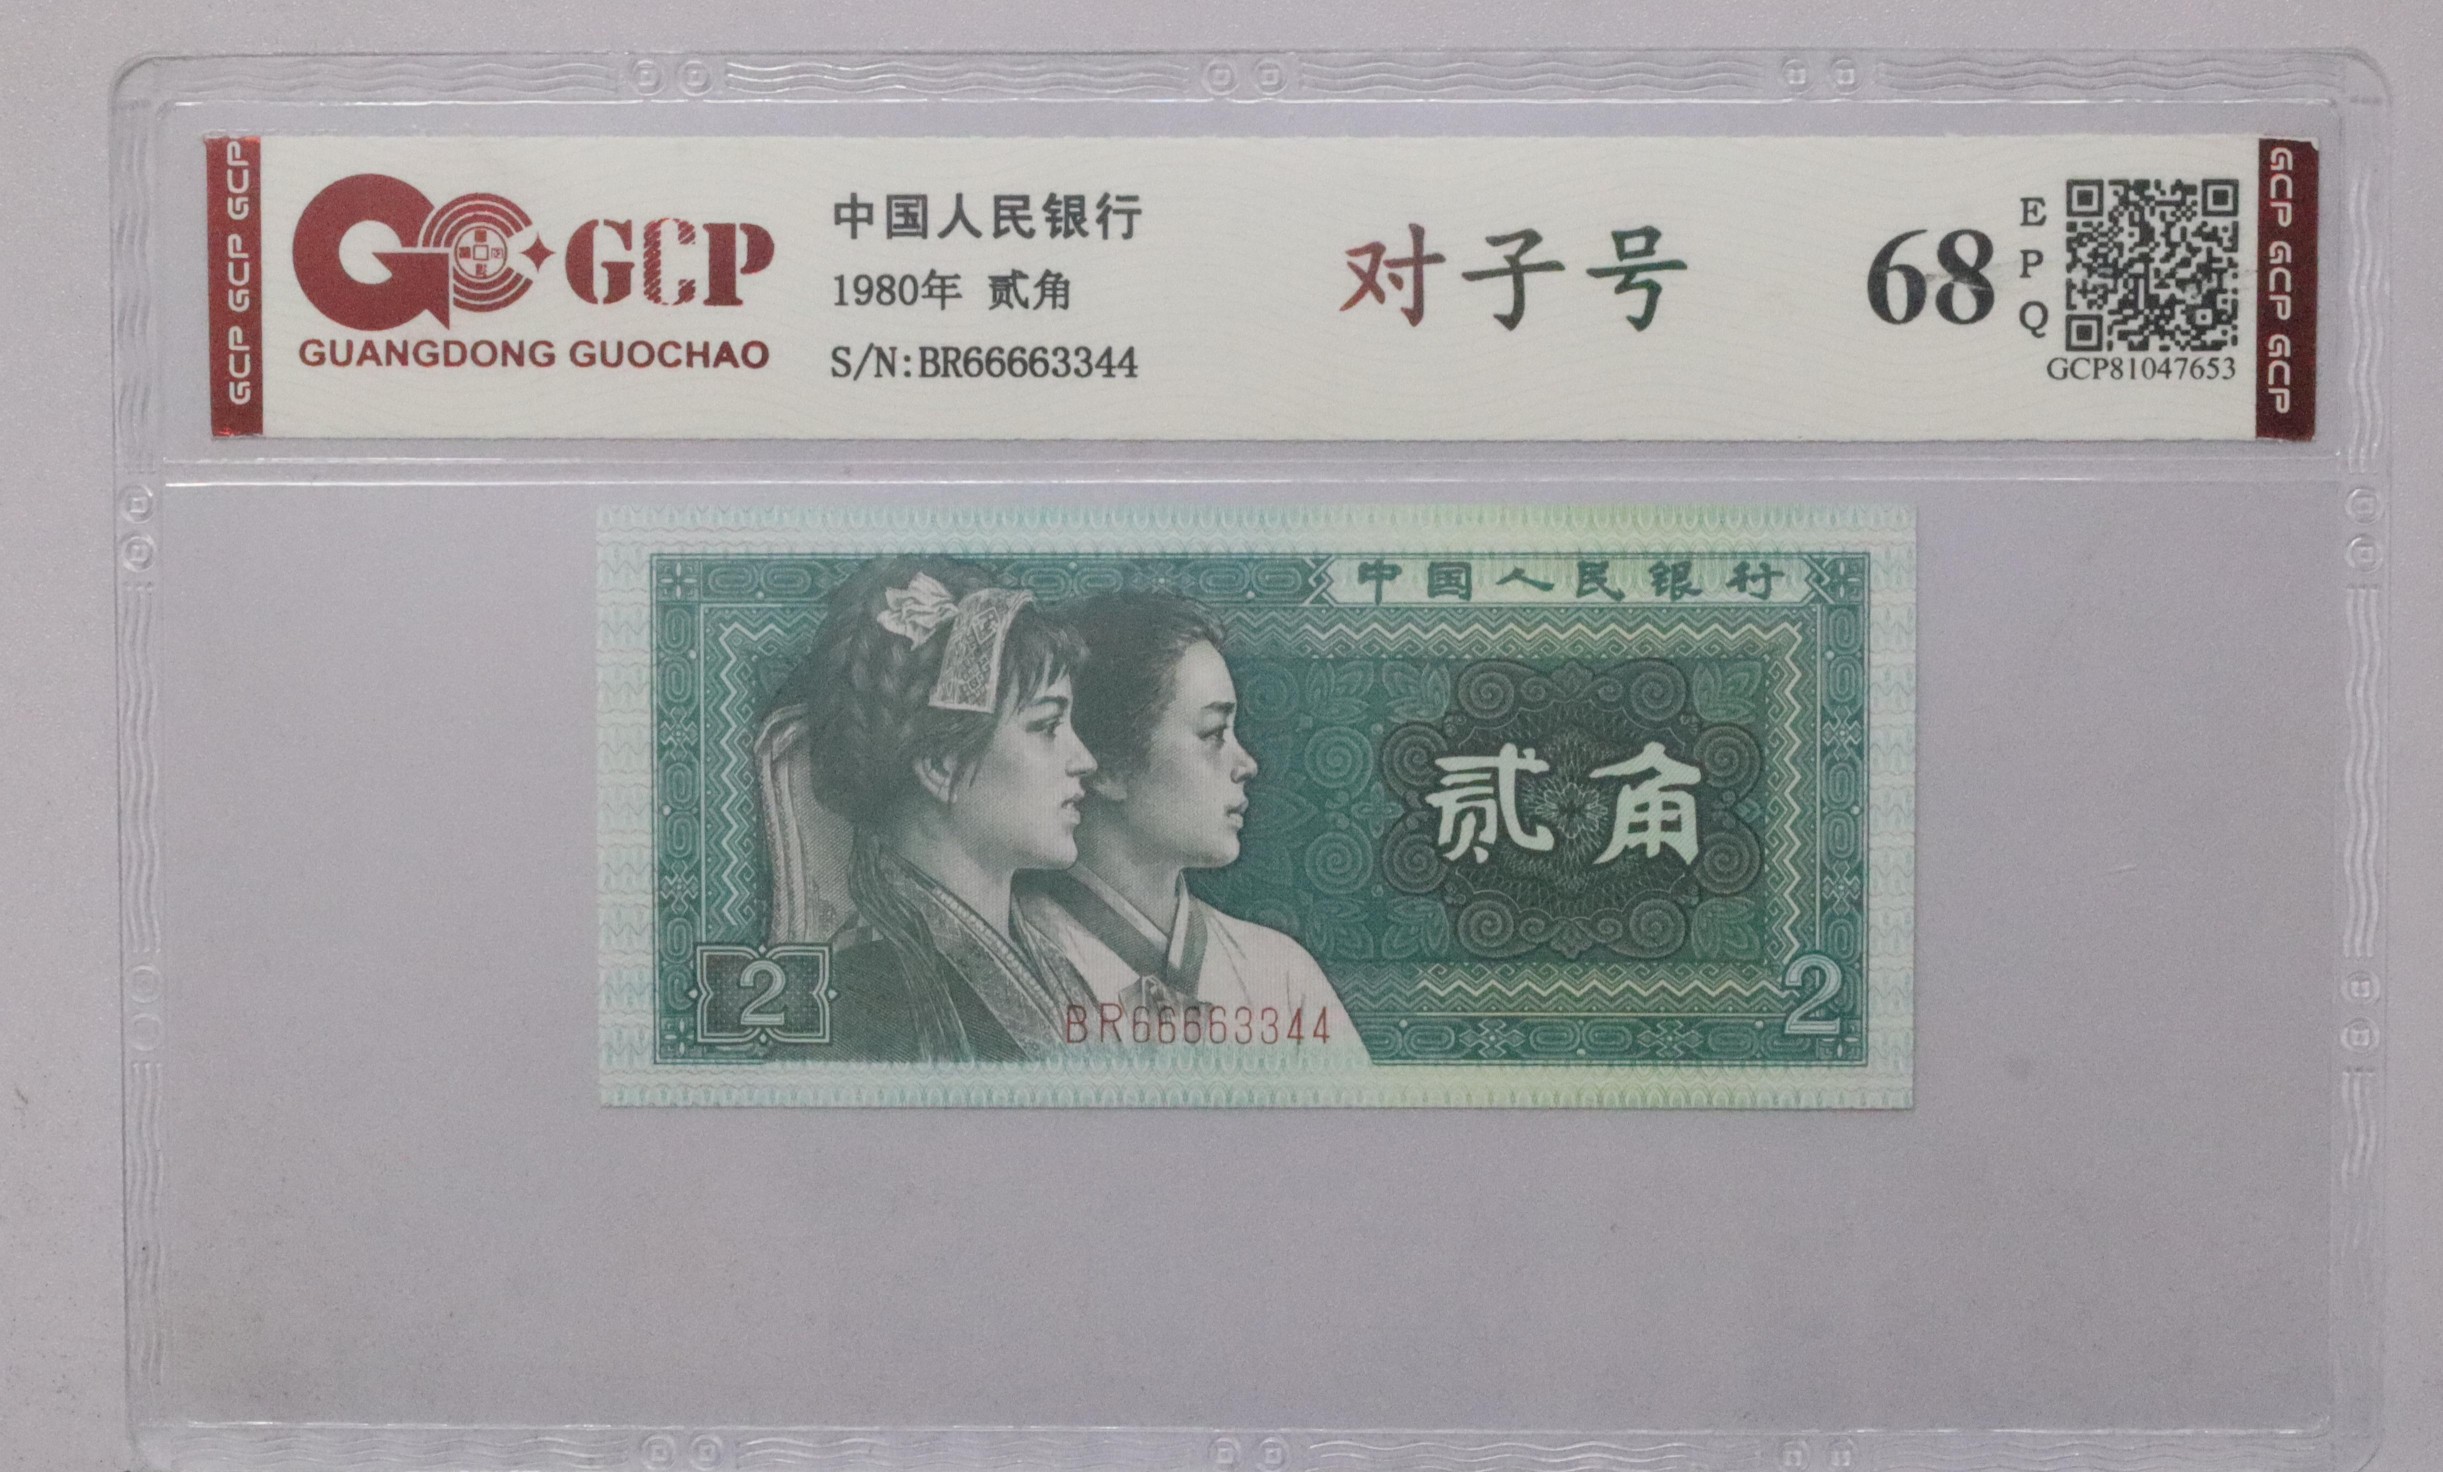 GCP GCP GCP
GCP
GUANGDONG GUOCHAO
中国人民银行
1980年 贰角
S/N:BR66663344
对子号
68
EPQ
GCP81047653
GCP GCP GCP
中国人民银行
贰角
2
2
BR66663344